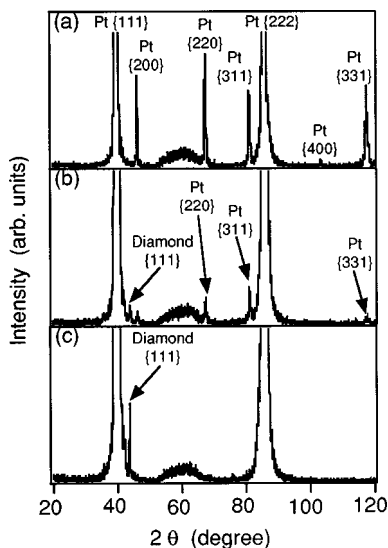 (a)
Pt {111}
Pt
{200}
Pt
{220}
Pt {222}
Pt
{311}
Pt
{400}
Pt
{331}
(b)
Diamond
{111}
Pt
{220}
Pt
{311}
Pt
{331}
(c)
Diamond
{111}
Intensity (arb. units)
20 40 60 80 100 120
2 θ (degree)